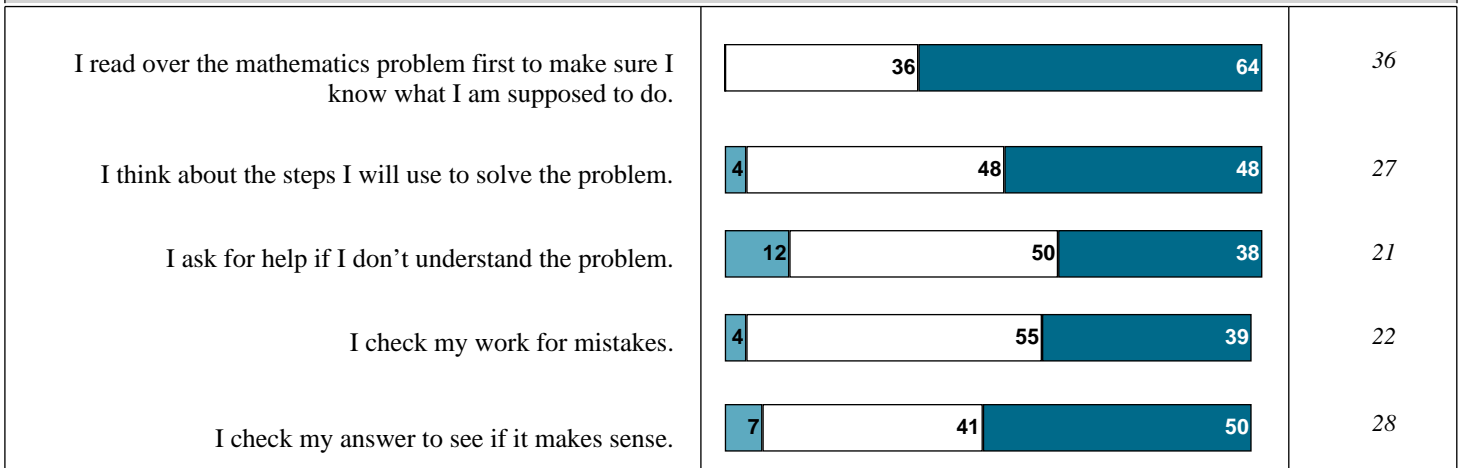 I read over the mathematics problem first to make sure I
know what I am supposed to do.
36 64 36
I think about the steps I will use to solve the problem.
4 48 48 27
I ask for help if I don’t understand the problem.
12 50 38 21
I check my work for mistakes.
4 55 39 22
I check my answer to see if it makes sense.
7 41 50 28